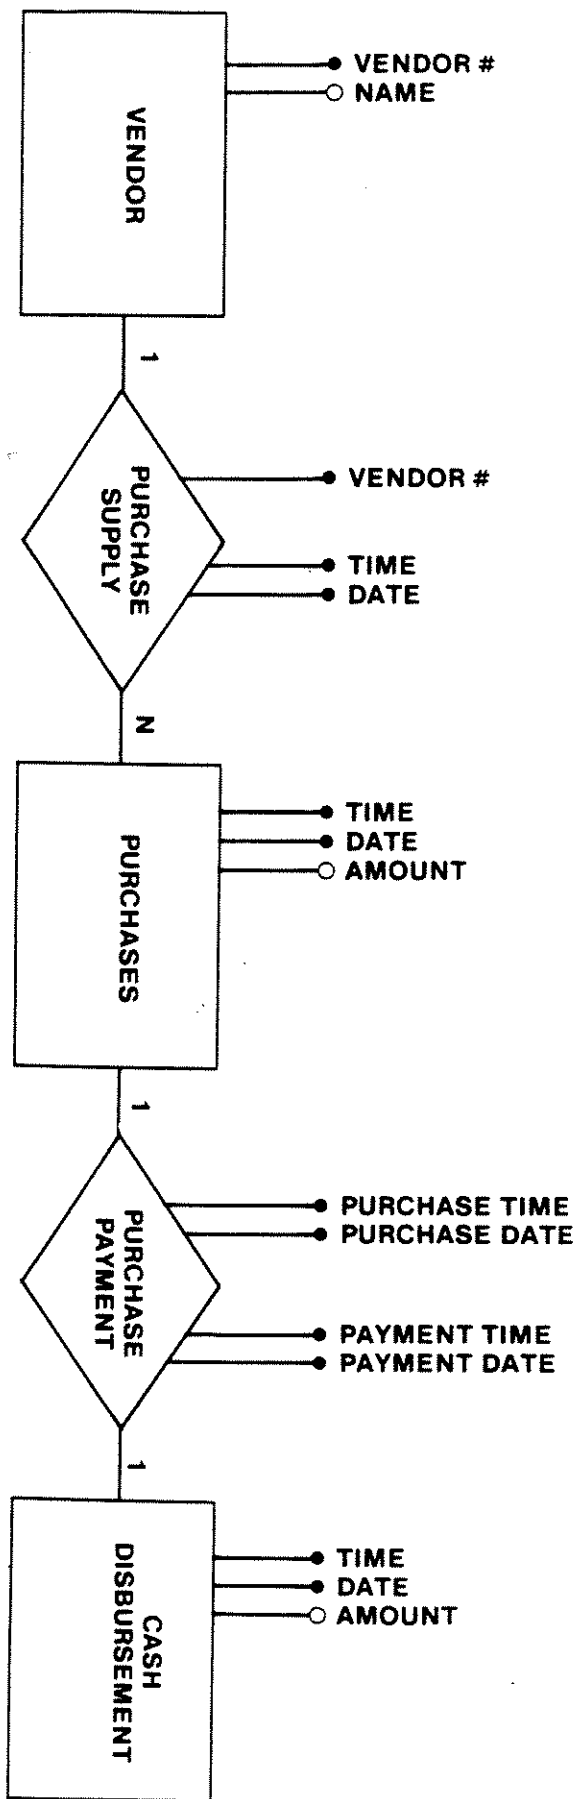 VENDOR #
NAME
VENDOR
1
VENDOR #
PURCHASE
SUPPLY
TIME
DATE
N
TIME
DATE
AMOUNT
PURCHASES
1
PURCHASE TIME
PURCHASE DATE
PURCHASE
PAYMENT
PAYMENT TIME
PAYMENT DATE
1
TIME
DATE
AMOUNT
CASH
DISBURSEMENT